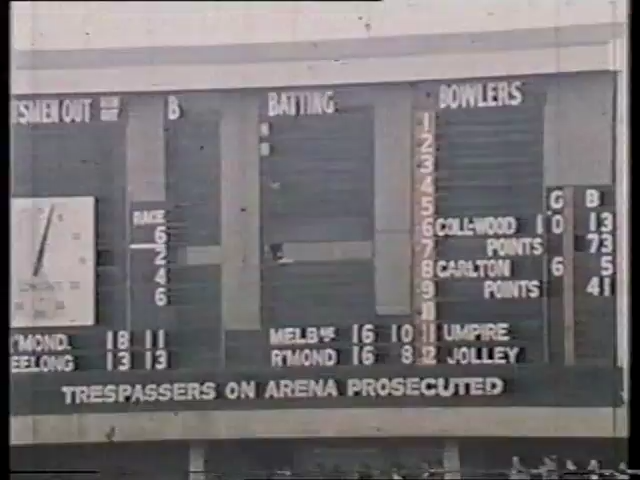 TSMEN OUT B BATTING BOWLERS
1
2
3
4
5 G B
RACE
6 6 COLL-WOOD 10 13
2 7 POINTS 73
4 8 CARLTON 6 5
6 9 POINTS 41
10
R'MOND. 18 11 MELBNE 16 10 11 UMPIRE
EELONG 13 13 R'MOND 16 8 12 JOLLEY
TRESPASSERS ON ARENA PROSECUTED